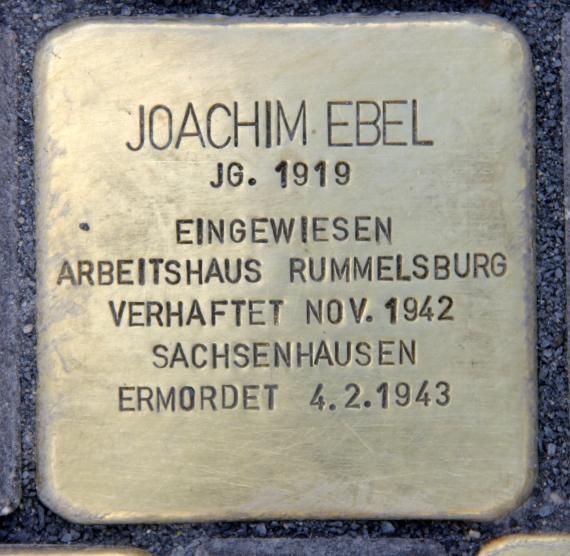 JOACHIM EBEL
JG. 1919
EINGEWIESEN
ARBEITSHAUS RUMMELSBURG
VERHAFTET NOV. 1942
SACHSENHAUSEN
ERMORDET 4.2.1943